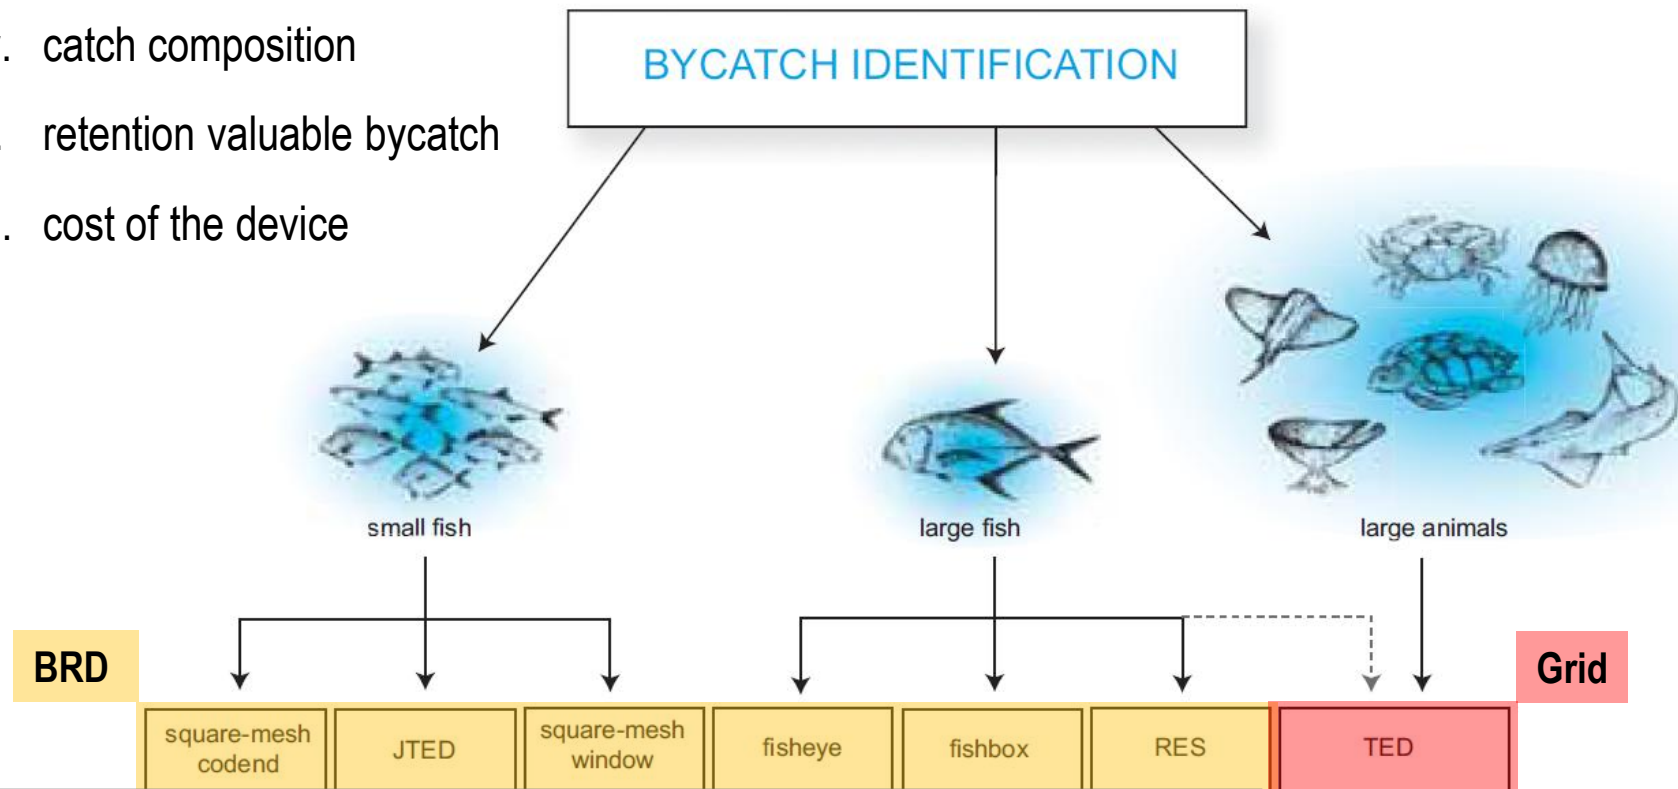 . catch composition
. retention valuable bycatch
. cost of the device
BYCATCH IDENTIFICATION
small fish
large fish
large animals
BRD
Grid
square-mesh
codend
JTED
square-mesh
window
fisheye
fishbox
RES
TED